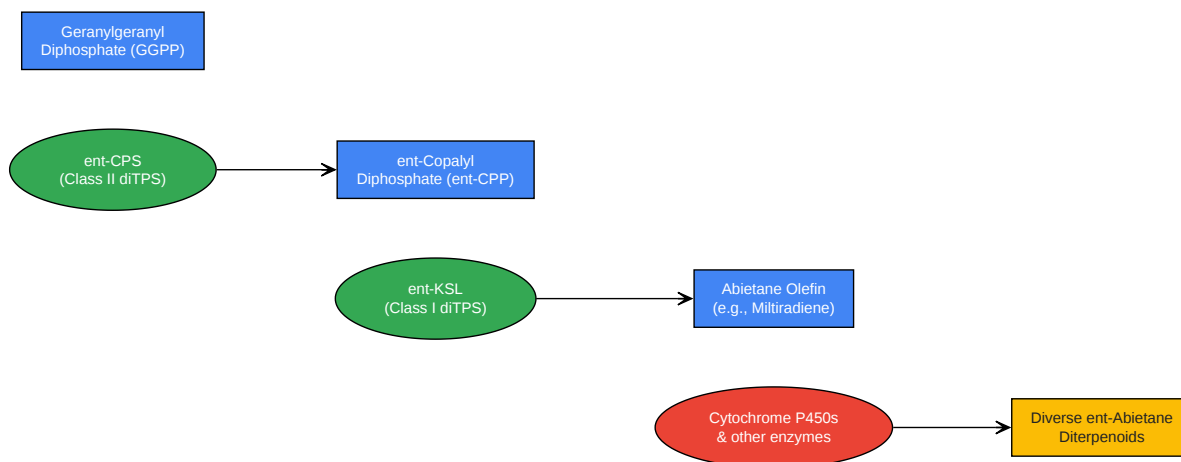 Geranylgeranyl
Diphosphate (GGPP)
ent-CPS
(Class II diTPS)
ent-Copalyl
Diphosphate (ent-CPP)
ent-KSL
(Class I diTPS)
Abietane Olefin
(e.g., Miltiradiene)
Cytochrome P450s
& other enzymes
Diverse ent-Abietane
Diterpenoids